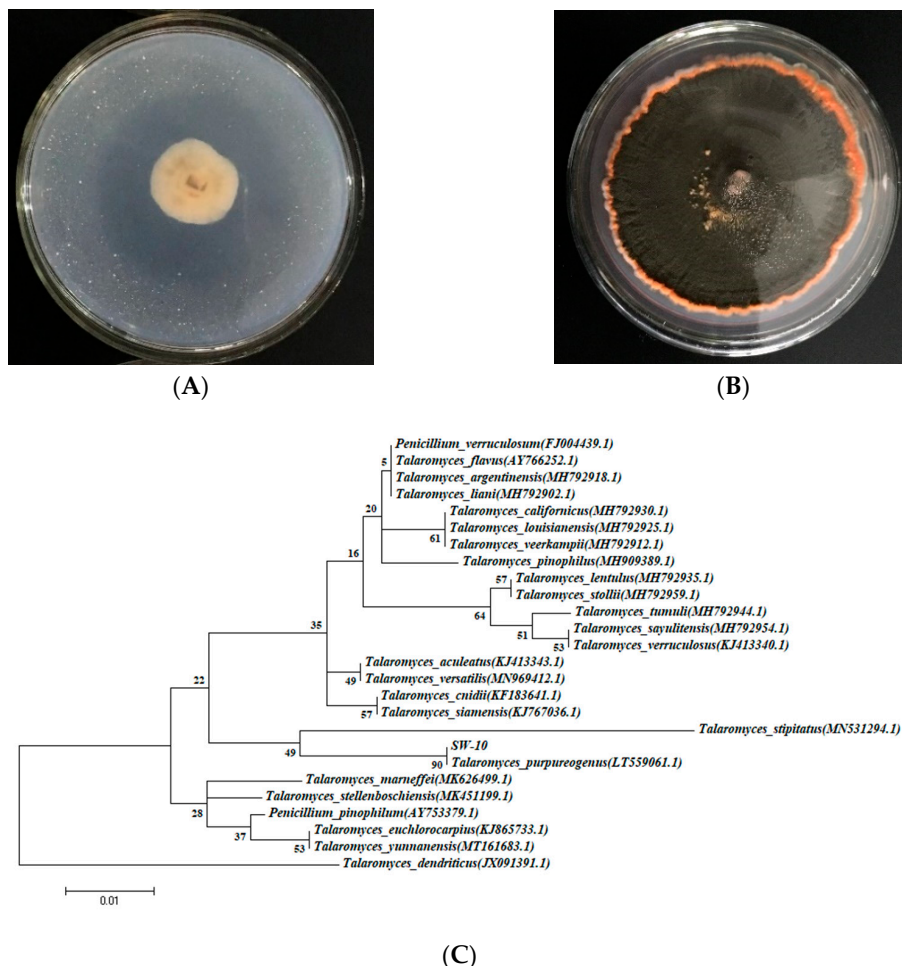 (A)
(B)
Penicillium_verruculosum(FJ004439.1)
5
Talaromyces_flavus(AY766252.1)
Talaromyces_argentinensis(MH792918.1)
Talaromyces_liani(MH792902.1)
20
Talaromyces_californicus(MH792930.1)
Talaromyces_louisianensis(MH792925.1)
61
Talaromyces_veerkampii(MH792912.1)
16
Talaromyces_pinophilus(MH909389.1)
57
Talaromyces_lentulus(MH792935.1)
Talaromyces_stollii(MH792959.1)
64
Talaromyces_tumuli(MH792944.1)
51
Talaromyces_sayulitensis(MH792954.1)
53
Talaromyces_verruculosus(KJ413340.1)
35
Talaromyces_aculeatus(KJ413343.1)
49
Talaromyces_versatilis(MN969412.1)
22
Talaromyces_cnidii(KF183641.1)
57
Talaromyces_siamensis(KJ767036.1)
Talaromyces_stipitatus(MN531294.1)
49
SW-10
90
Talaromyces_purpureogenus(LT559061.1)
Talaromyces_marneffei(MK626499.1)
Talaromyces_stellenboschiensis(MK451199.1)
28
Penicillium_pinophilum(AY753379.1)
37
Talaromyces_euchlorocarpius(KJ865733.1)
53
Talaromyces_yunnanensis(MT161683.1)
Talaromyces_dendriticus(JX091391.1)
0.01
(C)